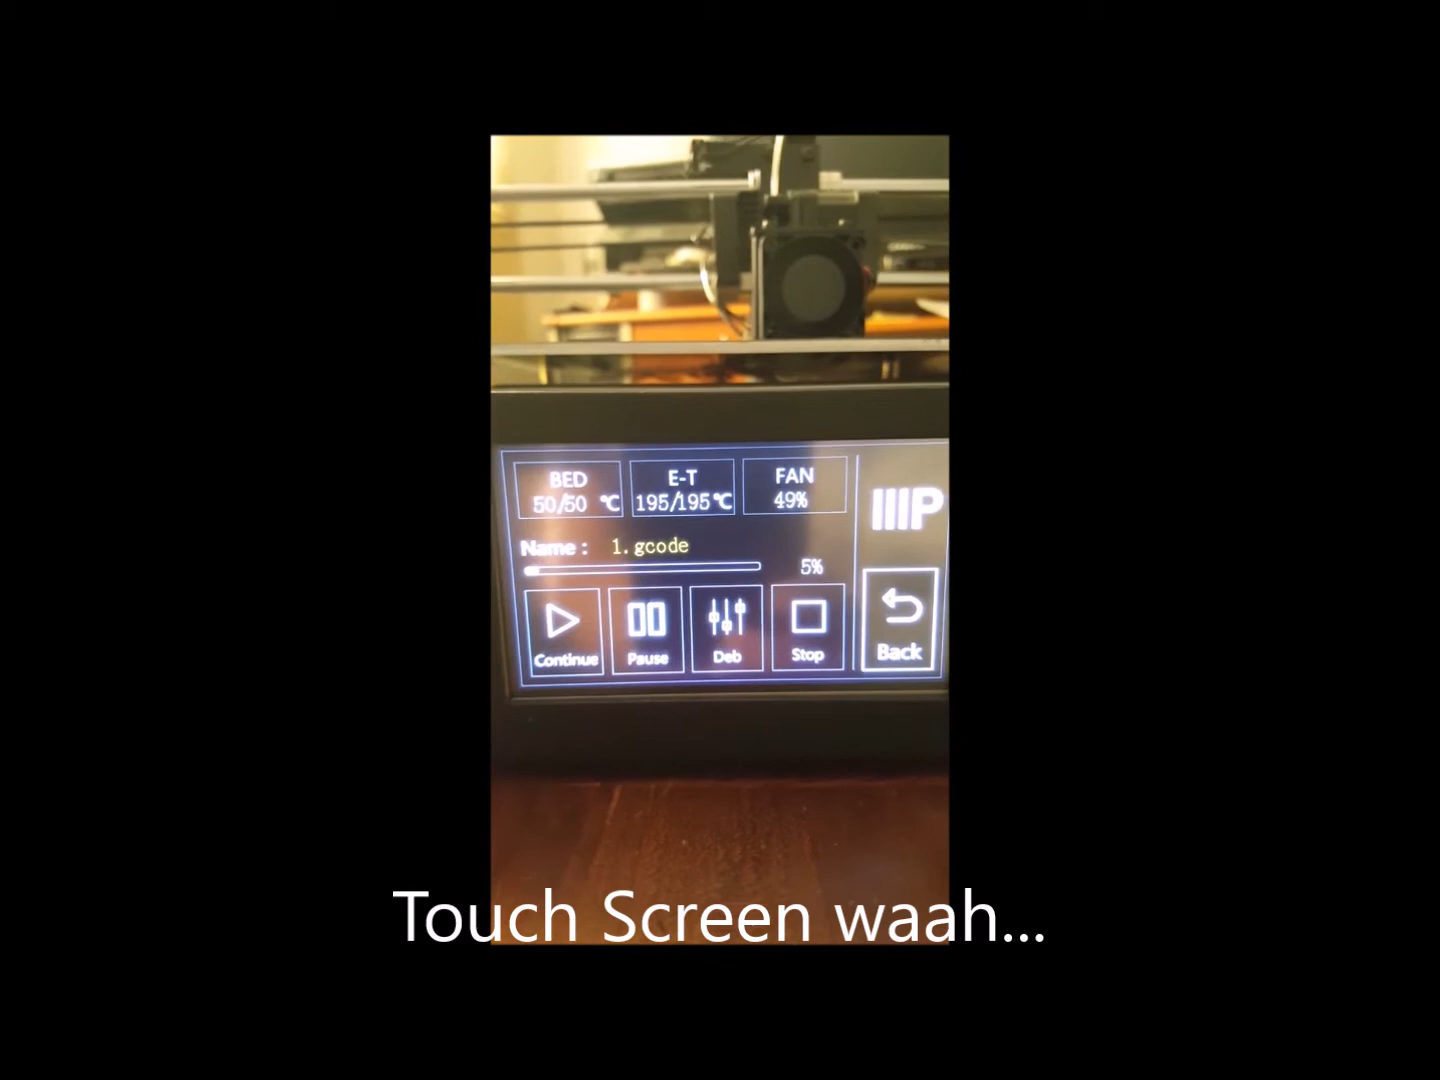 BED
50/50 ℃
E-T
195/195℃
FAN
49%
IIIP
Name : 1.gcode
5%
Continue
Pause
Deb
Stop
Back
Touch Screen waah...